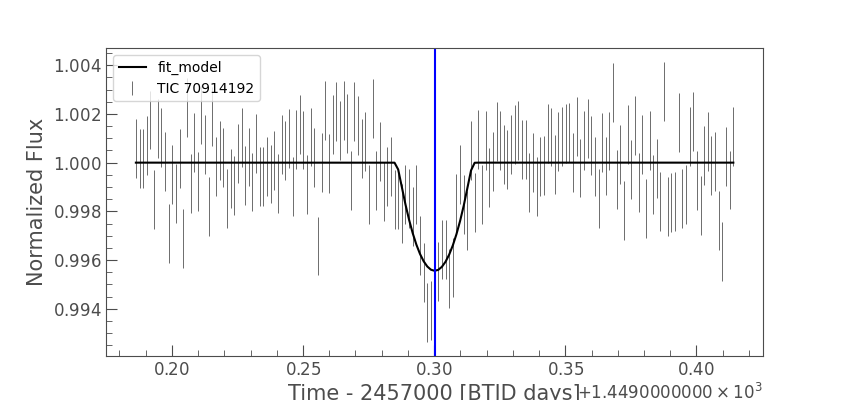 fit_model
TIC 70914192
1.004
1.002
1.000
0.998
0.996
0.994
Normalized Flux
0.20
0.25
0.30
0.35
0.40
Time - 2457000 [BTJD days]
+1.4490000000 × 10³